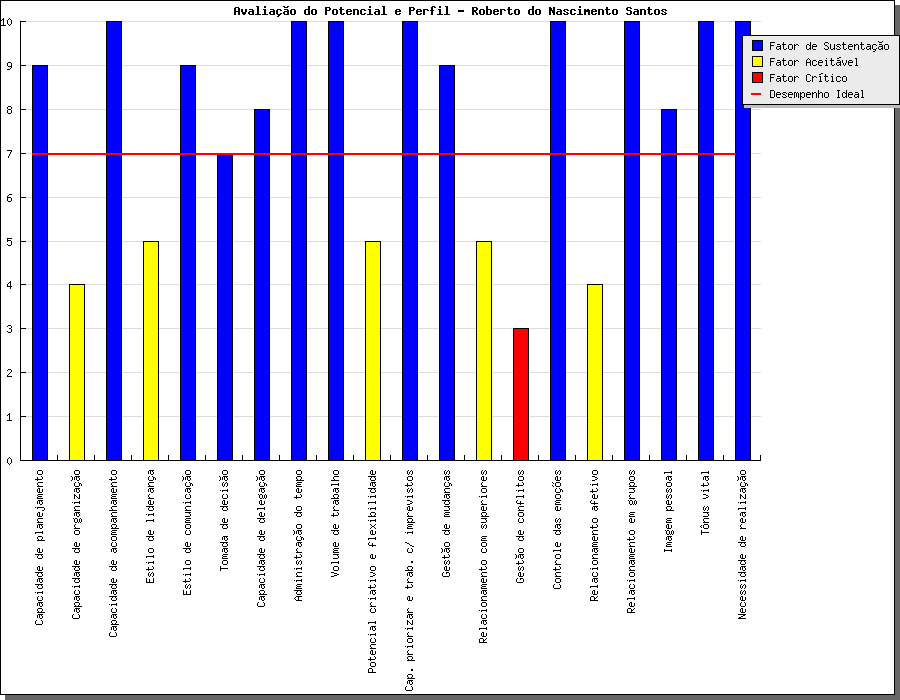 Avaliação do Potencial e Perfil - Roberto do Nascimento Santos
10
9
8
7
6
5
4
3
2
1
0
Fator de Sustentação
Fator Aceitável
Fator Crítico
Desempenho Ideal
Capacidade de planejamento
Capacidade de organização
Capacidade de acompanhamento
Estilo de liderança
Estilo de comunicação
Tomada de decisão
Capacidade de delegação
Administração do tempo
Volume de trabalho
Potencial criativo e flexibilidade
Cap. priorizar e trab. c/ imprevistos
Gestão de mudanças
Relacionamento com superiores
Gestão de conflitos
Controle das emoções
Relacionamento afetivo
Relacionamento em grupos
Imagem pessoal
Tônus vital
Necessidade de realização